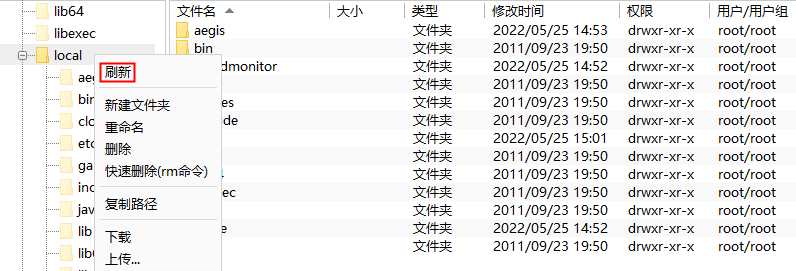 文件名 大小 类型 修改时间 权限 用户/用户组
lib64
libexec
local
aegis 文件夹 2022/05/25 14:53 drwxr-xr-x root/root
bin 文件夹 2011/09/23 19:50 drwxr-xr-x root/root
dmonitor 文件夹 2022/05/25 14:52 drwxr-xr-x root/root
文件夹 2011/09/23 19:50 drwxr-xr-x root/root
es 文件夹 2011/09/23 19:50 drwxr-xr-x root/root
de 文件夹 2011/09/23 19:50 drwxr-xr-x root/root
文件夹 2022/05/25 15:01 drwxr-xr-x root/root
文件夹 2011/09/23 19:50 drwxr-xr-x root/root
文件夹 2011/09/23 19:50 drwxr-xr-x root/root
ec 文件夹 2011/09/23 19:50 drwxr-xr-x root/root
文件夹 2011/09/23 19:50 drwxr-xr-x root/root
e 文件夹 2022/05/25 14:52 drwxr-xr-x root/root
文件夹 2011/09/23 19:50 drwxr-xr-x root/root
ae
bin
clo
etc
ga
inc
jav
lib
lib
刷新
新建文件夹
重命名
删除
快速删除(rm命令)
复制路径
下载
上传...